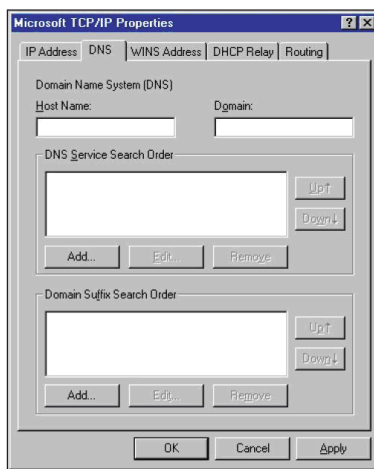 Microsoft TCP/IP Properties
IP Address DNS WINS Address DHCP Relay Routing
Domain Name System (DNS)
Host Name: Domain:
DNS Service Search Order
Up↑
Down↓
Add... Edit... Remove
Domain Suffix Search Order
Up↑
Down↓
Add... Edit... Remove
OK Cancel Apply